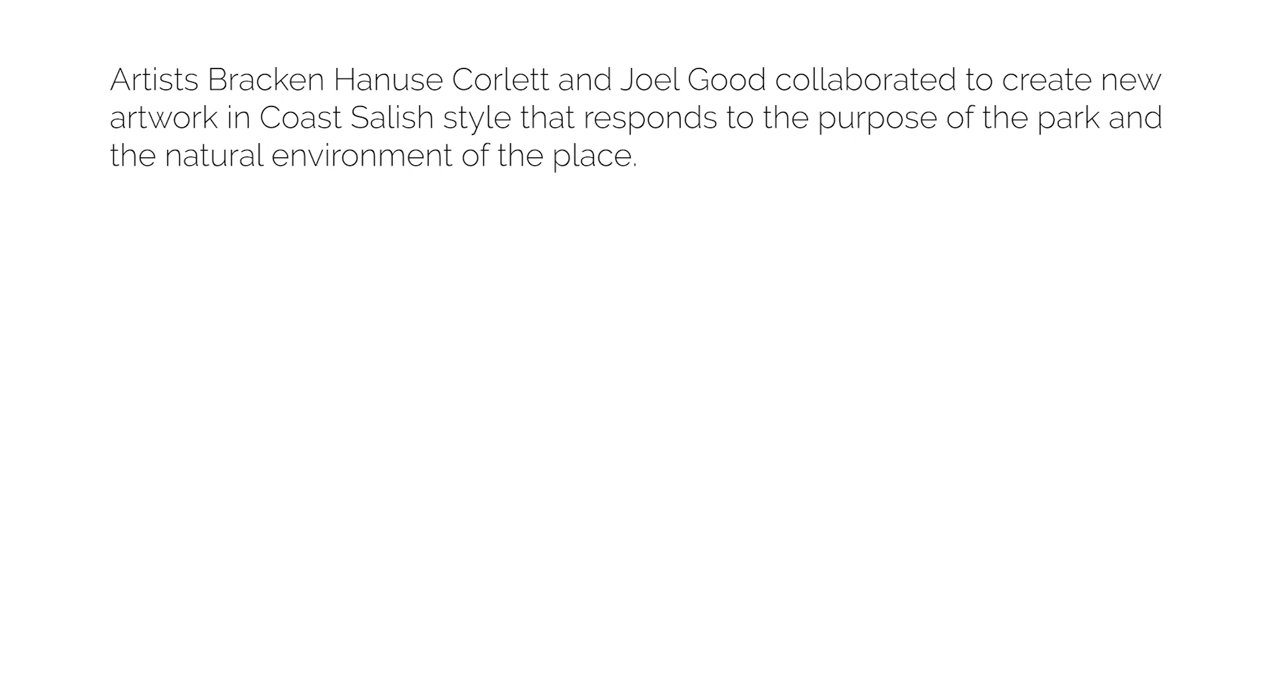 Artists Bracken Hanuse Corlett and Joel Good collaborated to create new
artwork in Coast Salish style that responds to the purpose of the park and
the natural environment of the place.